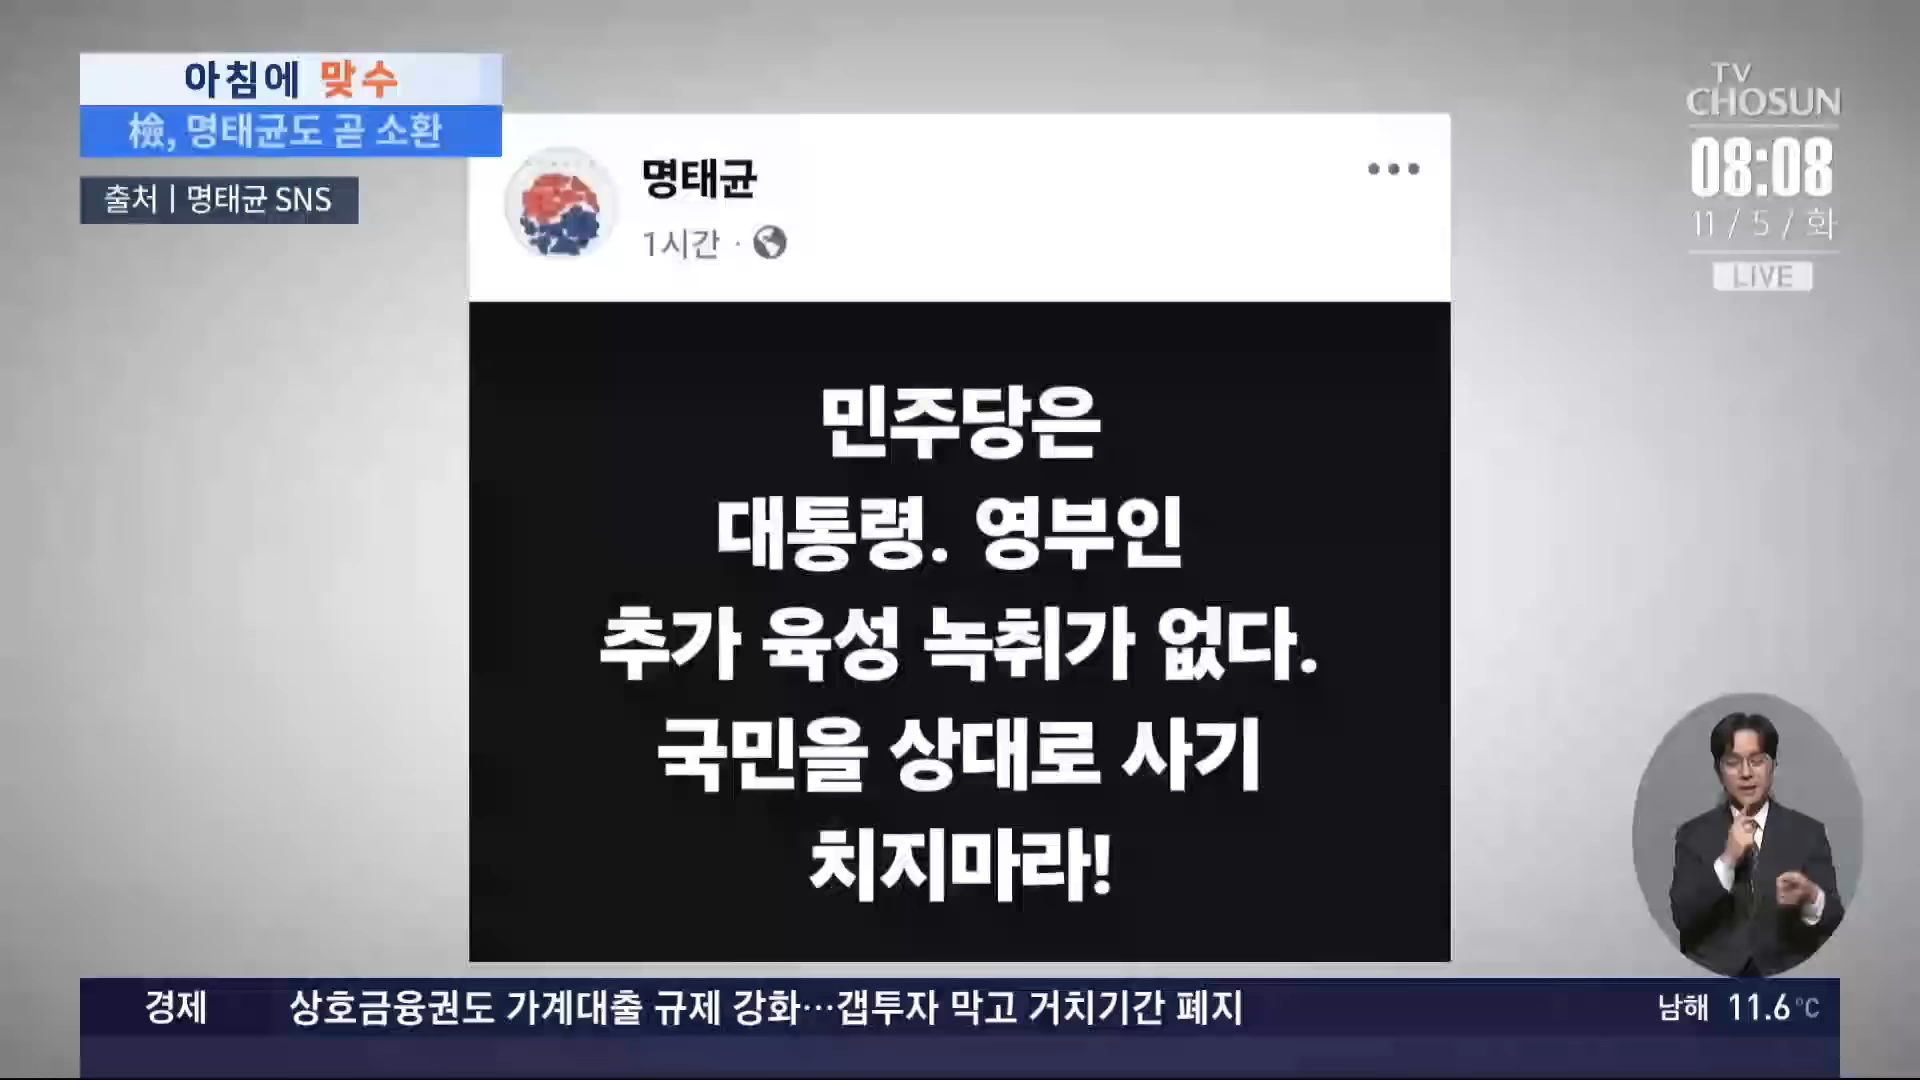 아침에 맞수
檢, 명태균도 곧 소환
출처 | 명태균 SNS
TV
CHOSUN
08:08
11 / 5 / 화
LIVE
명태균
1시간 ·
민주당은
대통령. 영부인
추가 육성 녹취가 없다.
국민을 상대로 사기
치지마라!
경제 상호금융권도 가계대출 규제 강화…갭투자 막고 거치기간 폐지
남해 11.6℃